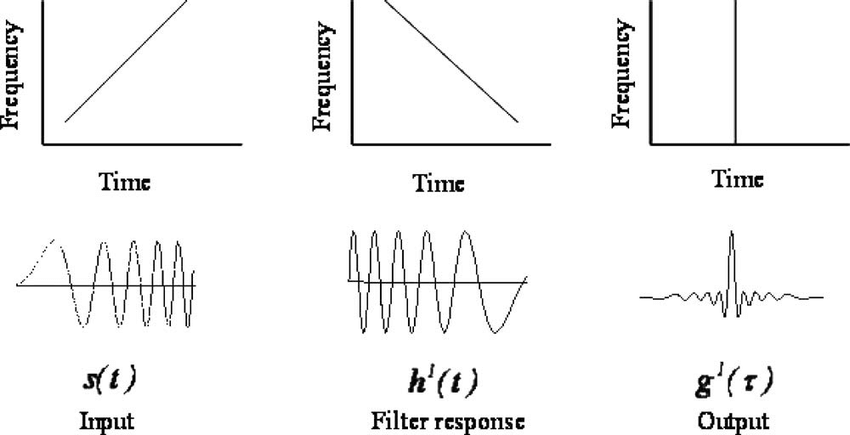 Frequency
Time
Frequency
Time
Frequency
Time
s(t)
h¹(t)
g¹(τ)
Input
Filter response
Output